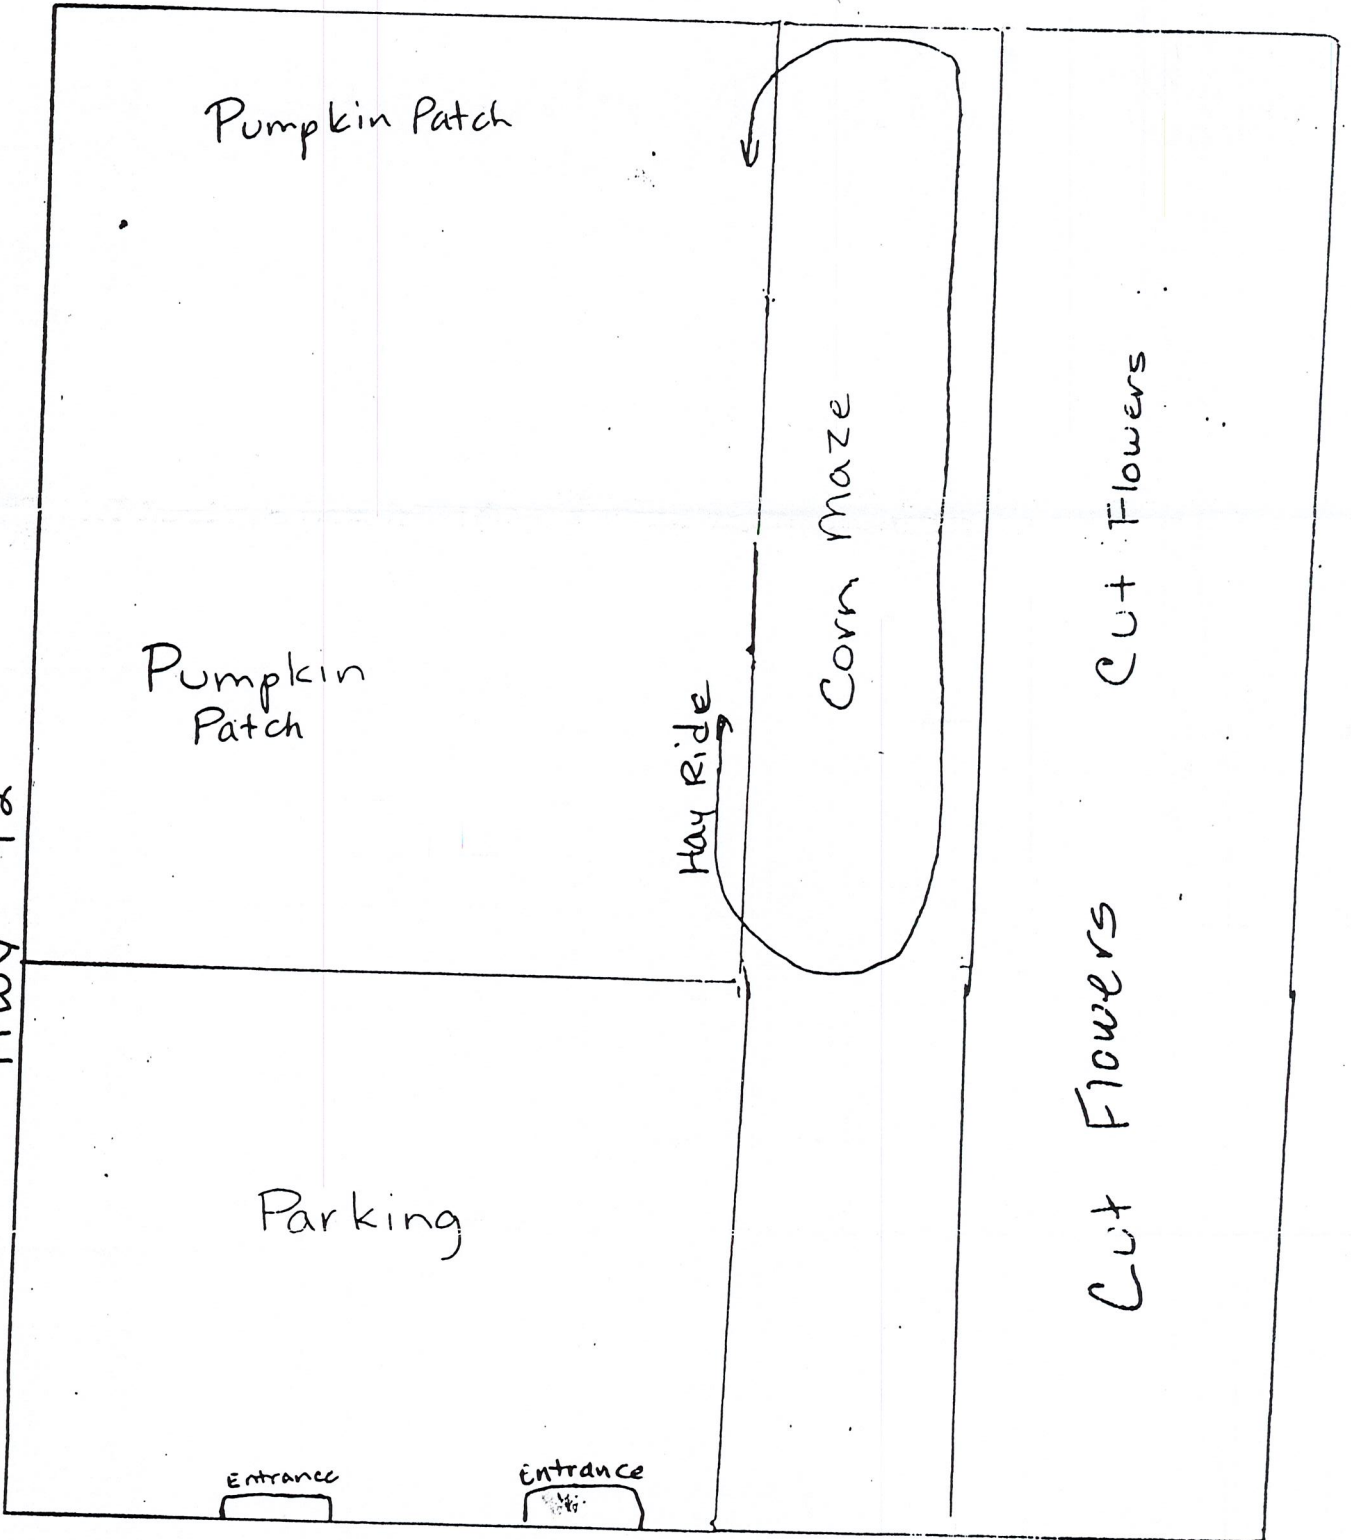 Pumpkin Patch
Corn Maze
Cut Flowers
Pumpkin
Patch
Hay Ride
Cut Flowers
Parking
Entrance
Entrance